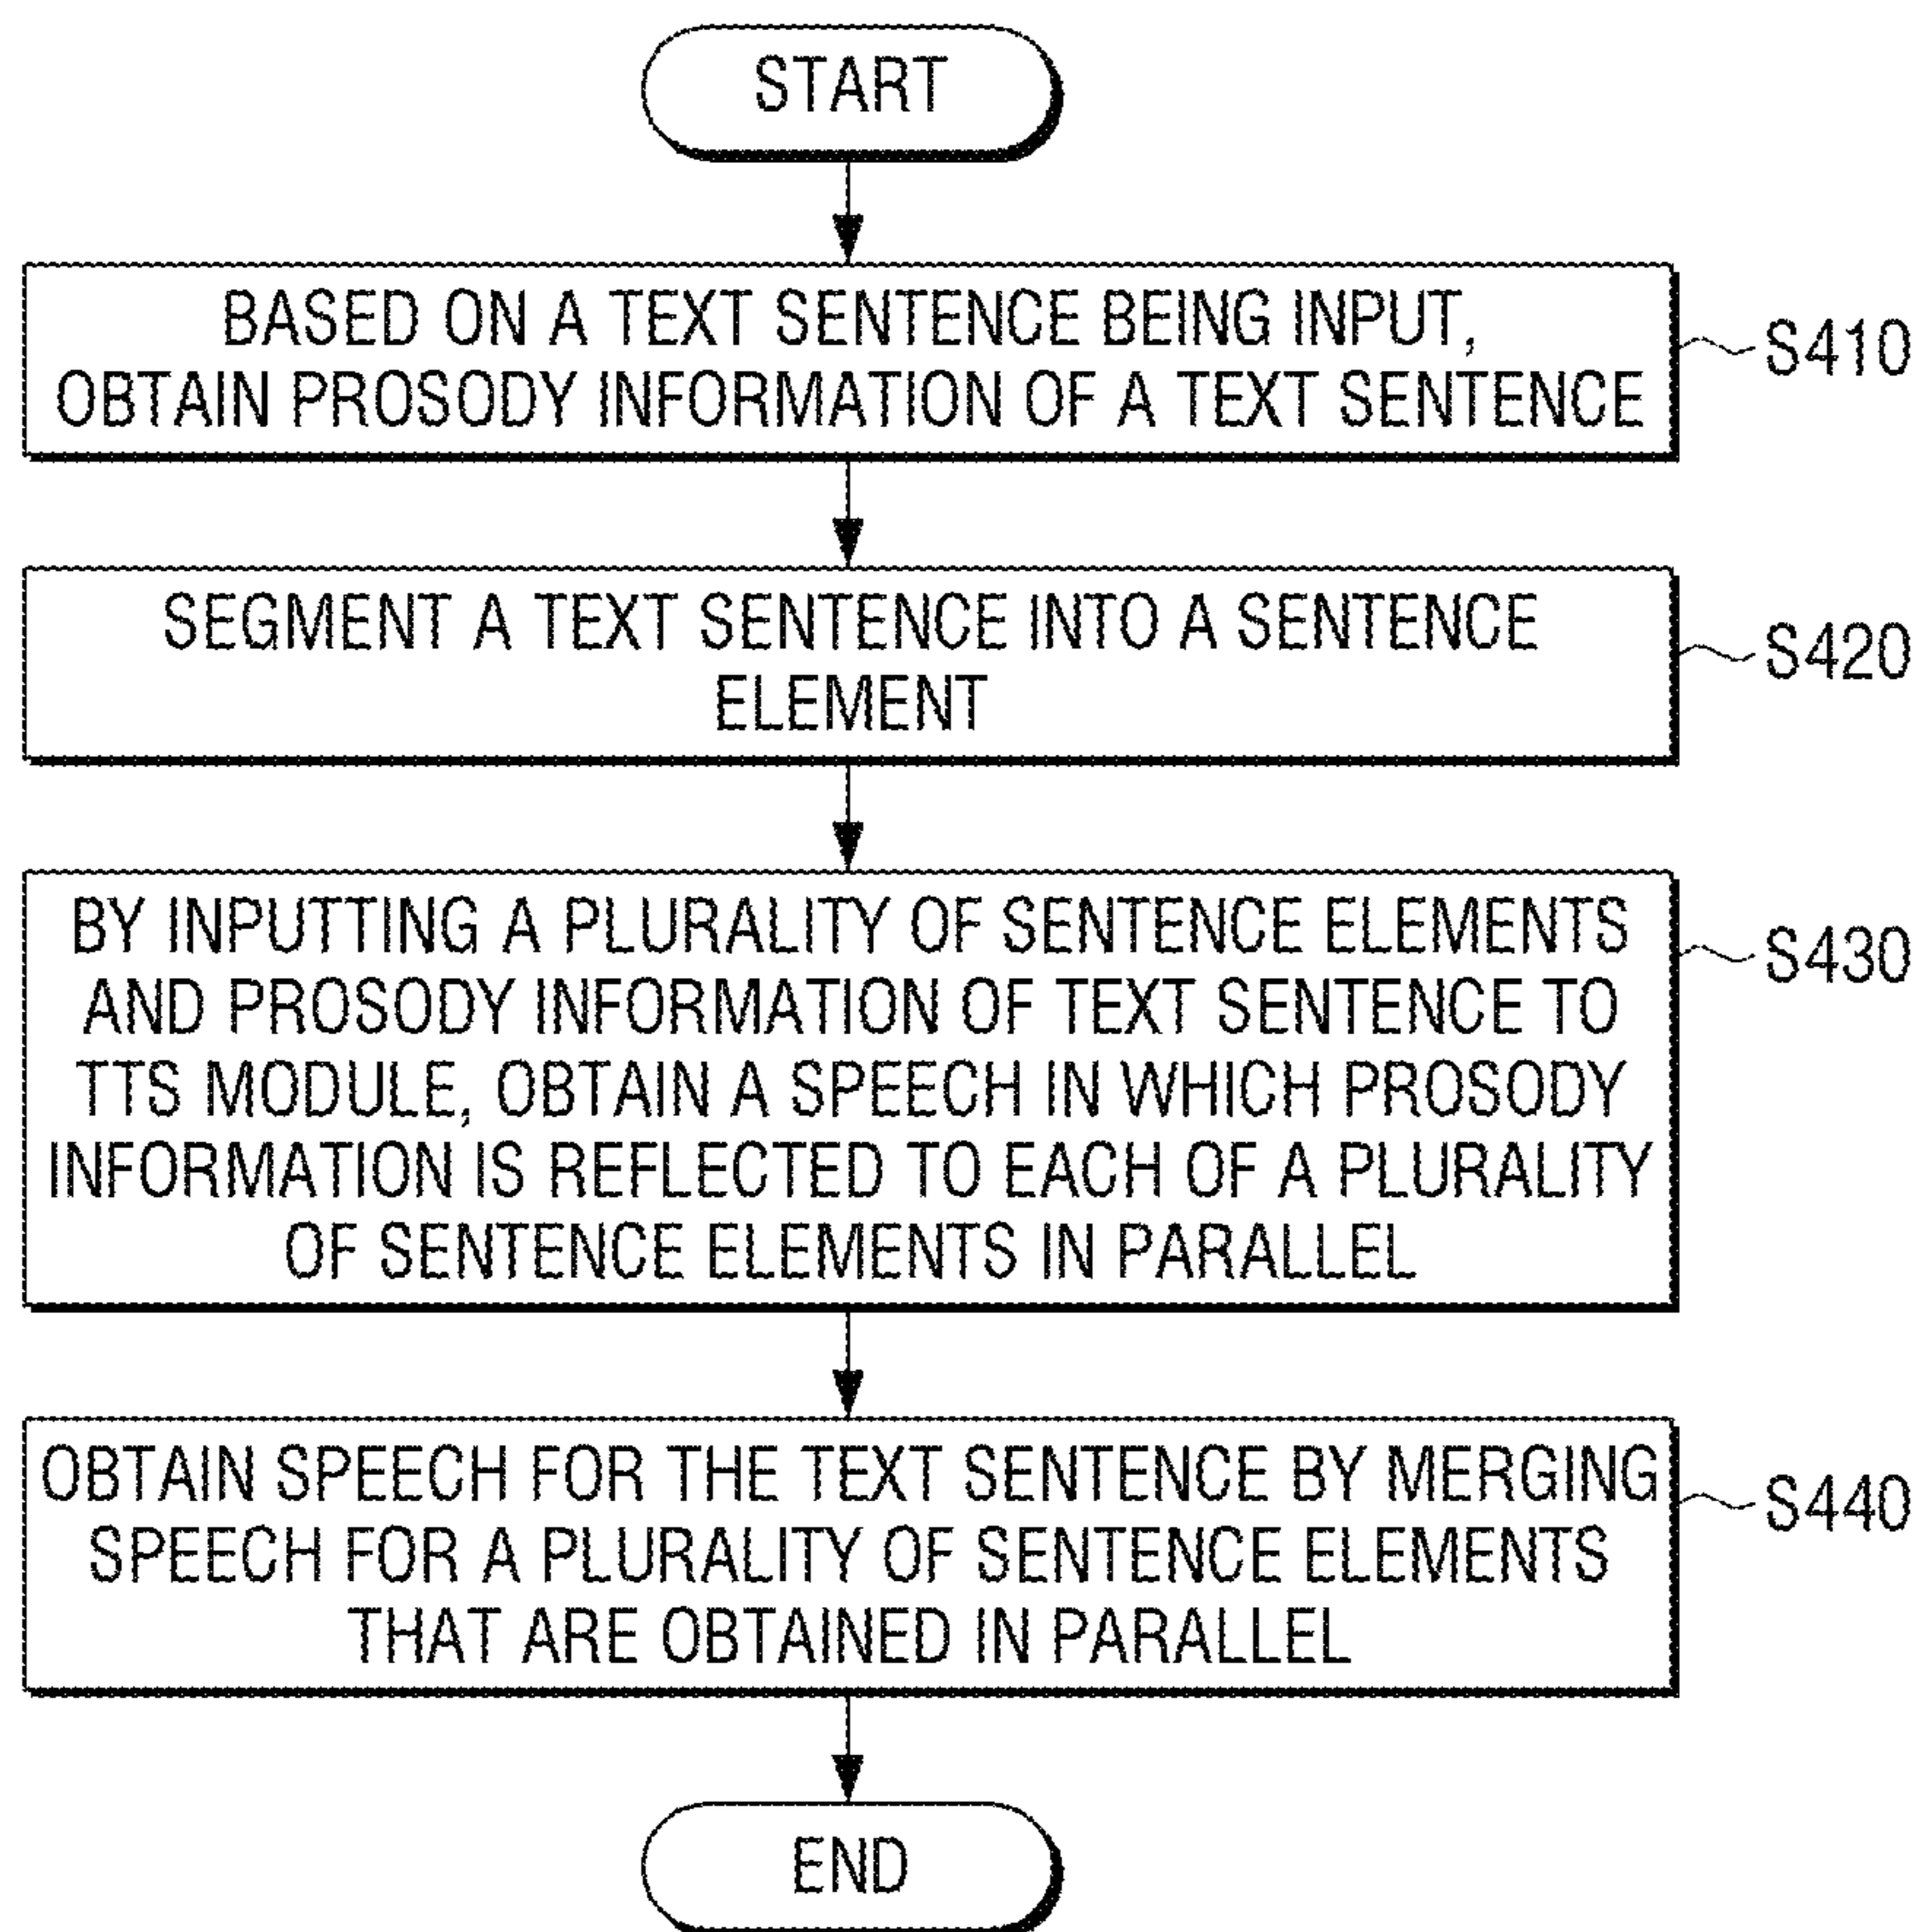 START
BASED ON A TEXT SENTENCE BEING INPUT,
OBTAIN PROSODY INFORMATION OF A TEXT SENTENCE
S410
SEGMENT A TEXT SENTENCE INTO A SENTENCE
ELEMENT
S420
BY INPUTTING A PLURALITY OF SENTENCE ELEMENTS
AND PROSODY INFORMATION OF TEXT SENTENCE TO
TTS MODULE, OBTAIN A SPEECH IN WHICH PROSODY
INFORMATION IS REFLECTED TO EACH OF A PLURALITY
OF SENTENCE ELEMENTS IN PARALLEL
S430
OBTAIN SPEECH FOR THE TEXT SENTENCE BY MERGING
SPEECH FOR A PLURALITY OF SENTENCE ELEMENTS
THAT ARE OBTAINED IN PARALLEL
S440
END